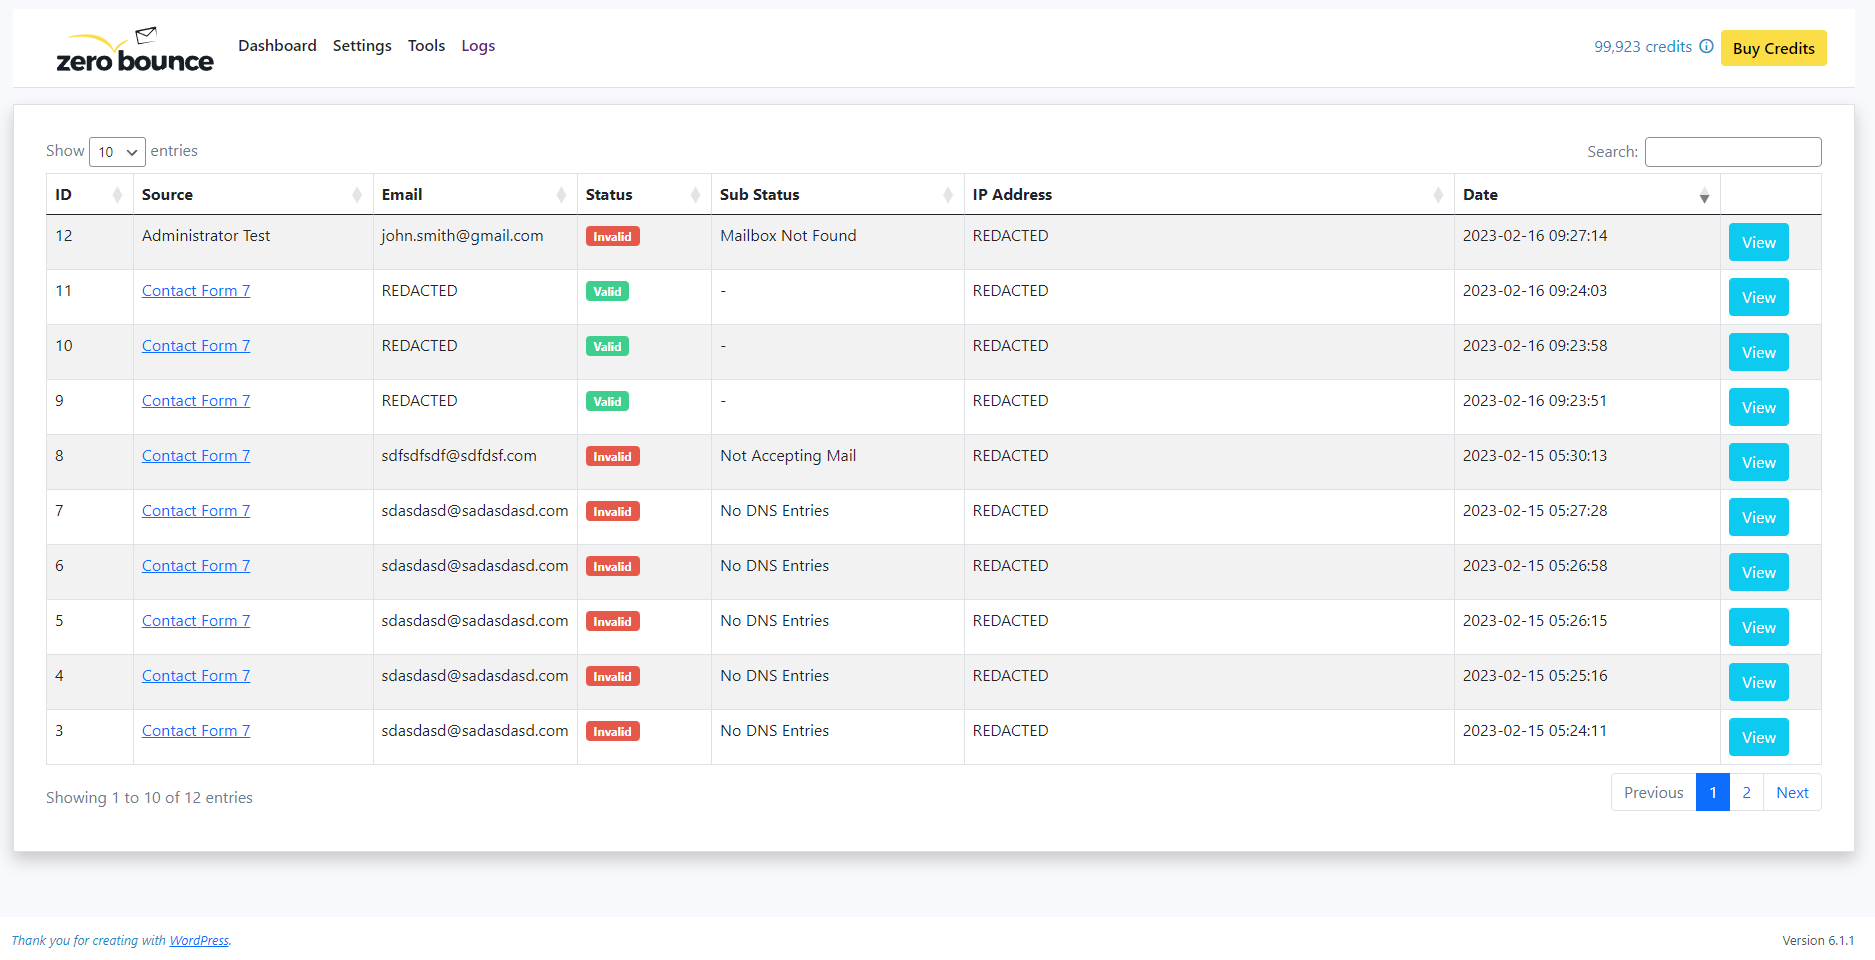 zero bounce Dashboard Settings Tools Logs 99,923 credits Buy Credits
Show 10 entries Search:
ID Source Email Status Sub Status IP Address Date
12 Administrator Test john.smith@gmail.com Invalid Mailbox Not Found REDACTED 2023-02-16 09:27:14 View
11 Contact Form 7 REDACTED Valid - REDACTED 2023-02-16 09:24:03 View
10 Contact Form 7 REDACTED Valid - REDACTED 2023-02-16 09:23:58 View
9 Contact Form 7 REDACTED Valid - REDACTED 2023-02-16 09:23:51 View
8 Contact Form 7 sdfsdfsdf@sdfdsf.com Invalid Not Accepting Mail REDACTED 2023-02-15 05:30:13 View
7 Contact Form 7 sdasdasd@sadasdasd.com Invalid No DNS Entries REDACTED 2023-02-15 05:27:28 View
6 Contact Form 7 sdasdasd@sadasdasd.com Invalid No DNS Entries REDACTED 2023-02-15 05:26:58 View
5 Contact Form 7 sdasdasd@sadasdasd.com Invalid No DNS Entries REDACTED 2023-02-15 05:26:15 View
4 Contact Form 7 sdasdasd@sadasdasd.com Invalid No DNS Entries REDACTED 2023-02-15 05:25:16 View
3 Contact Form 7 sdasdasd@sadasdasd.com Invalid No DNS Entries REDACTED 2023-02-15 05:24:11 View
Showing 1 to 10 of 12 entries Previous 1 2 Next
Thank you for creating with WordPress. Version 6.1.1